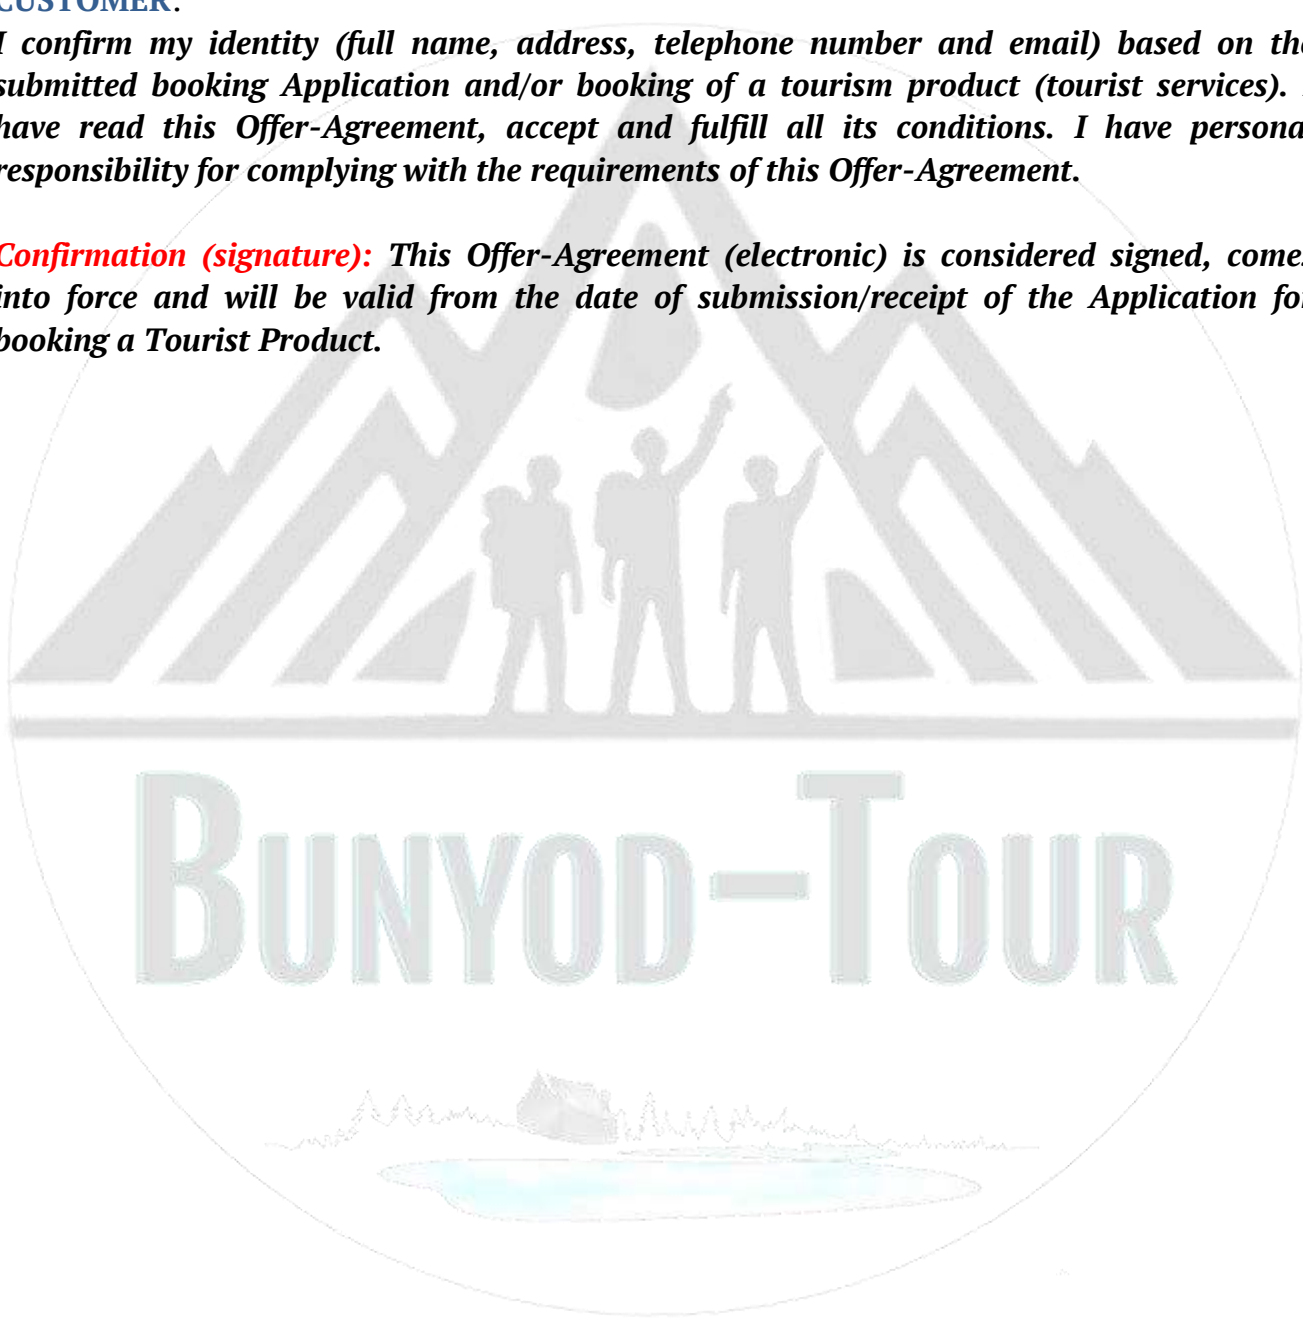 CUSTOMER:
I confirm my identity (full name, address, telephone number and email) based on the
submitted booking Application and/or booking of a tourism product (tourist services). I
have read this Offer-Agreement, accept and fulfill all its conditions. I have personal
responsibility for complying with the requirements of this Offer-Agreement.
Confirmation (signature): This Offer-Agreement (electronic) is considered signed, comes
into force and will be valid from the date of submission/receipt of the Application for
booking a Tourist Product.
BUNYOD-TOUR